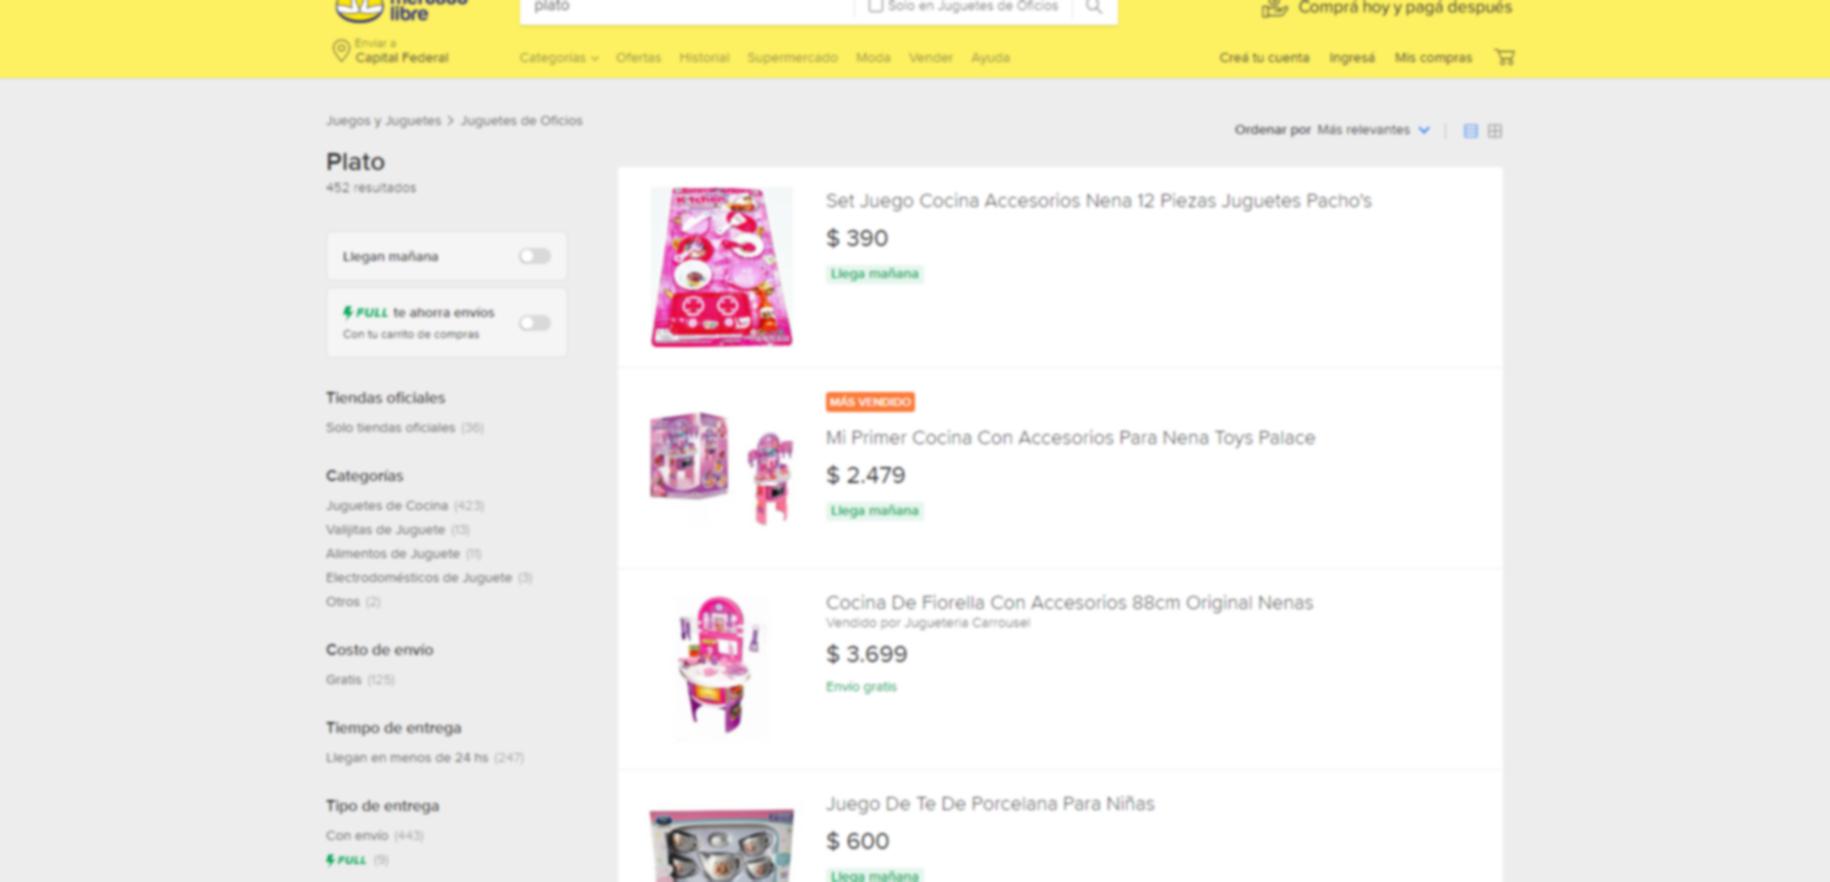 mercado
libre
plato
Solo en Juguetes de Oficios
Comprá hoy y pagá después
Enviar a
Capital Federal
Categorías
Ofertas
Historial
Supermercado
Moda
Vender
Ayuda
Creá tu cuenta
Ingresá
Mis compras
Juegos y Juguetes > Juguetes de Oficios
Ordenar por Más relevantes
Plato
452 resultados
Llegan mañana
FULL te ahorra envíos
Con tu carrito de compras
Tiendas oficiales
Solo tiendas oficiales (36)
Categorías
Juguetes de Cocina (423)
Valijitas de Juguete (13)
Alimentos de Juguete (11)
Electrodomésticos de Juguete (3)
Otros (2)
Costo de envío
Gratis (125)
Tiempo de entrega
Llegan en menos de 24 hs (247)
Tipo de entrega
Con envío (443)
FULL (9)
Set Juego Cocina Accesorios Nena 12 Piezas Juguetes Pacho's
$ 390
Llega mañana
MÁS VENDIDO
Mi Primer Cocina Con Accesorios Para Nena Toys Palace
$ 2.479
Llega mañana
Cocina De Fiorella Con Accesorios 88cm Original Nenas
Vendido por Jugueteria Carrousel
$ 3.699
Envío gratis
Juego De Te De Porcelana Para Niñas
$ 600
Llega mañana